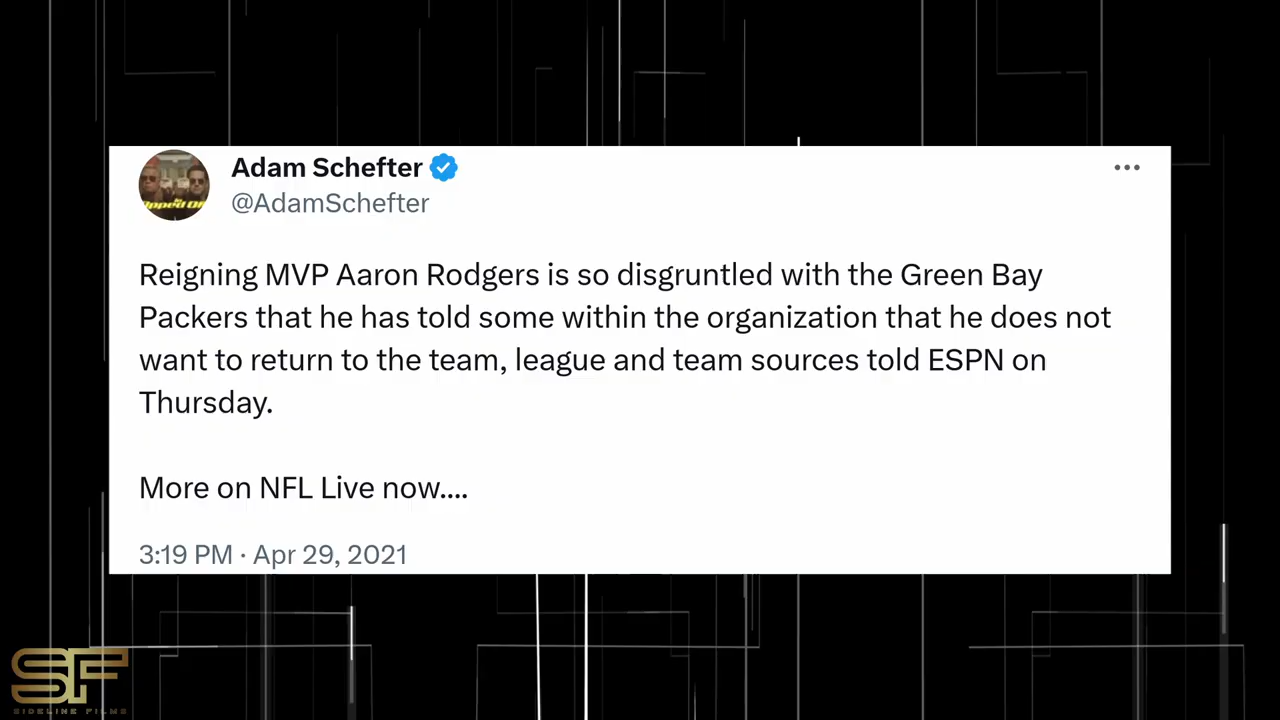 Adam Schefter
@AdamSchefter
Reigning MVP Aaron Rodgers is so disgruntled with the Green Bay
Packers that he has told some within the organization that he does not
want to return to the team, league and team sources told ESPN on
Thursday.
More on NFL Live now....
3:19 PM · Apr 29, 2021
SF
SIDELINE FILMS